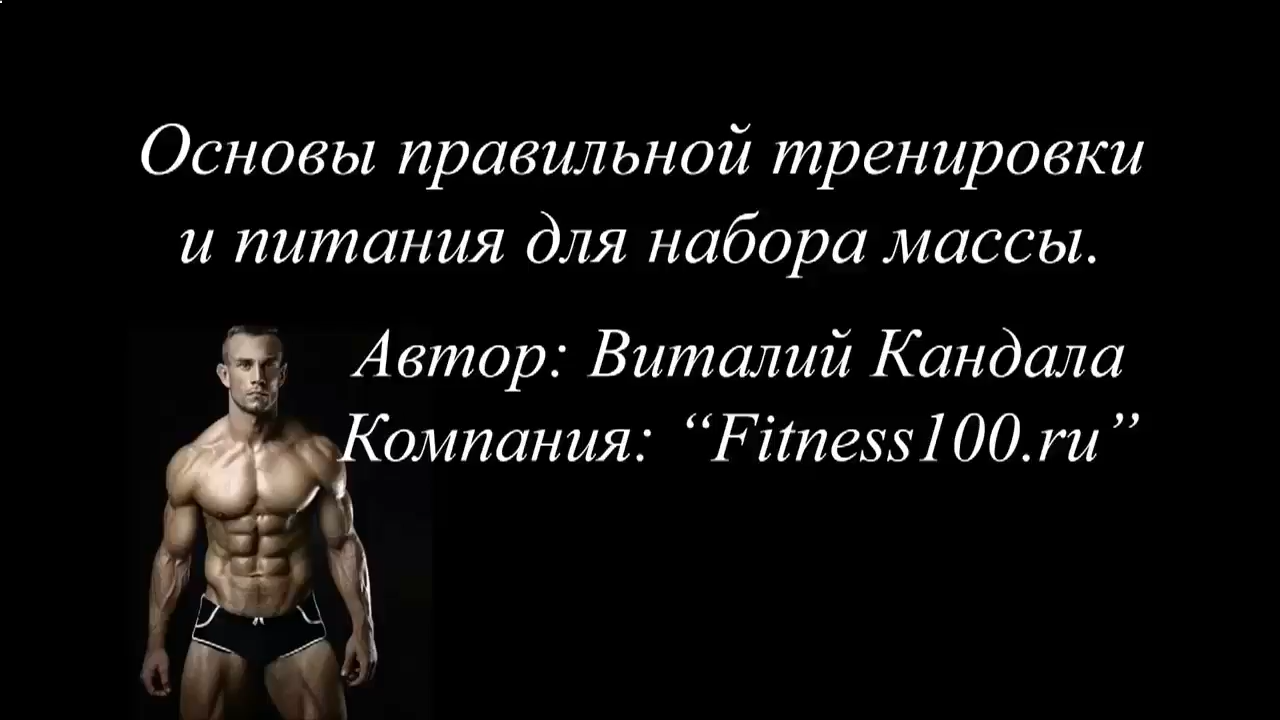 Основы правильной тренировки
и питания для набора массы.
Автор: Виталий Кандала
Компания: “Fitness100.ru”